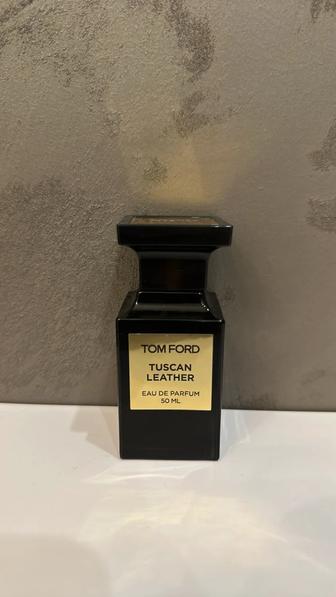 TOM FORD
TUSCAN
LEATHER
EAU DE PARFUM
50 ML